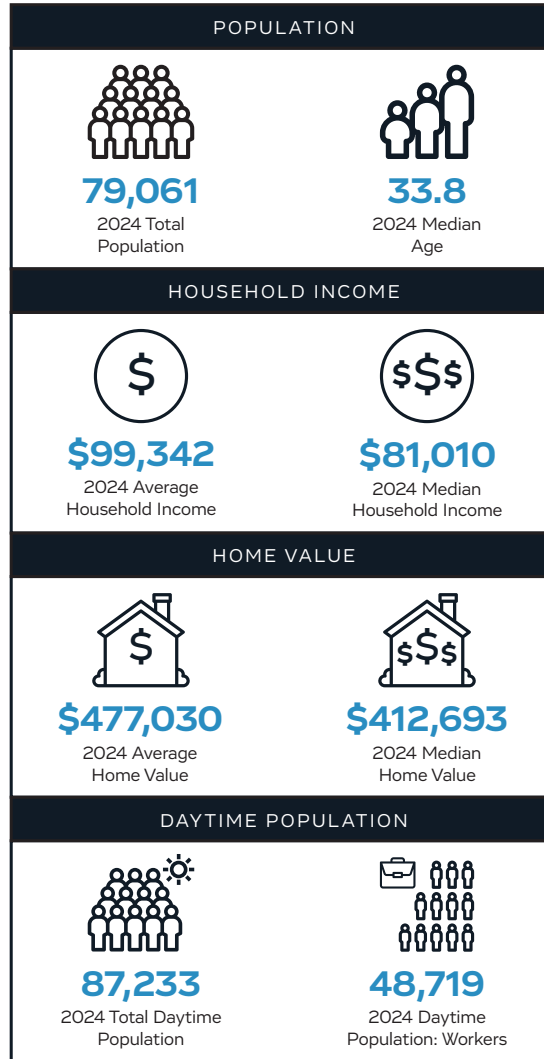 POPULATION
79,061
2024 Total
Population
33.8
2024 Median
Age
HOUSEHOLD INCOME
$
$99,342
2024 Average
Household Income
$$$
$81,010
2024 Median
Household Income
HOME VALUE
$
$477,030
2024 Average
Home Value
$$$
$412,693
2024 Median
Home Value
DAYTIME POPULATION
87,233
2024 Total Daytime
Population
48,719
2024 Daytime
Population: Workers